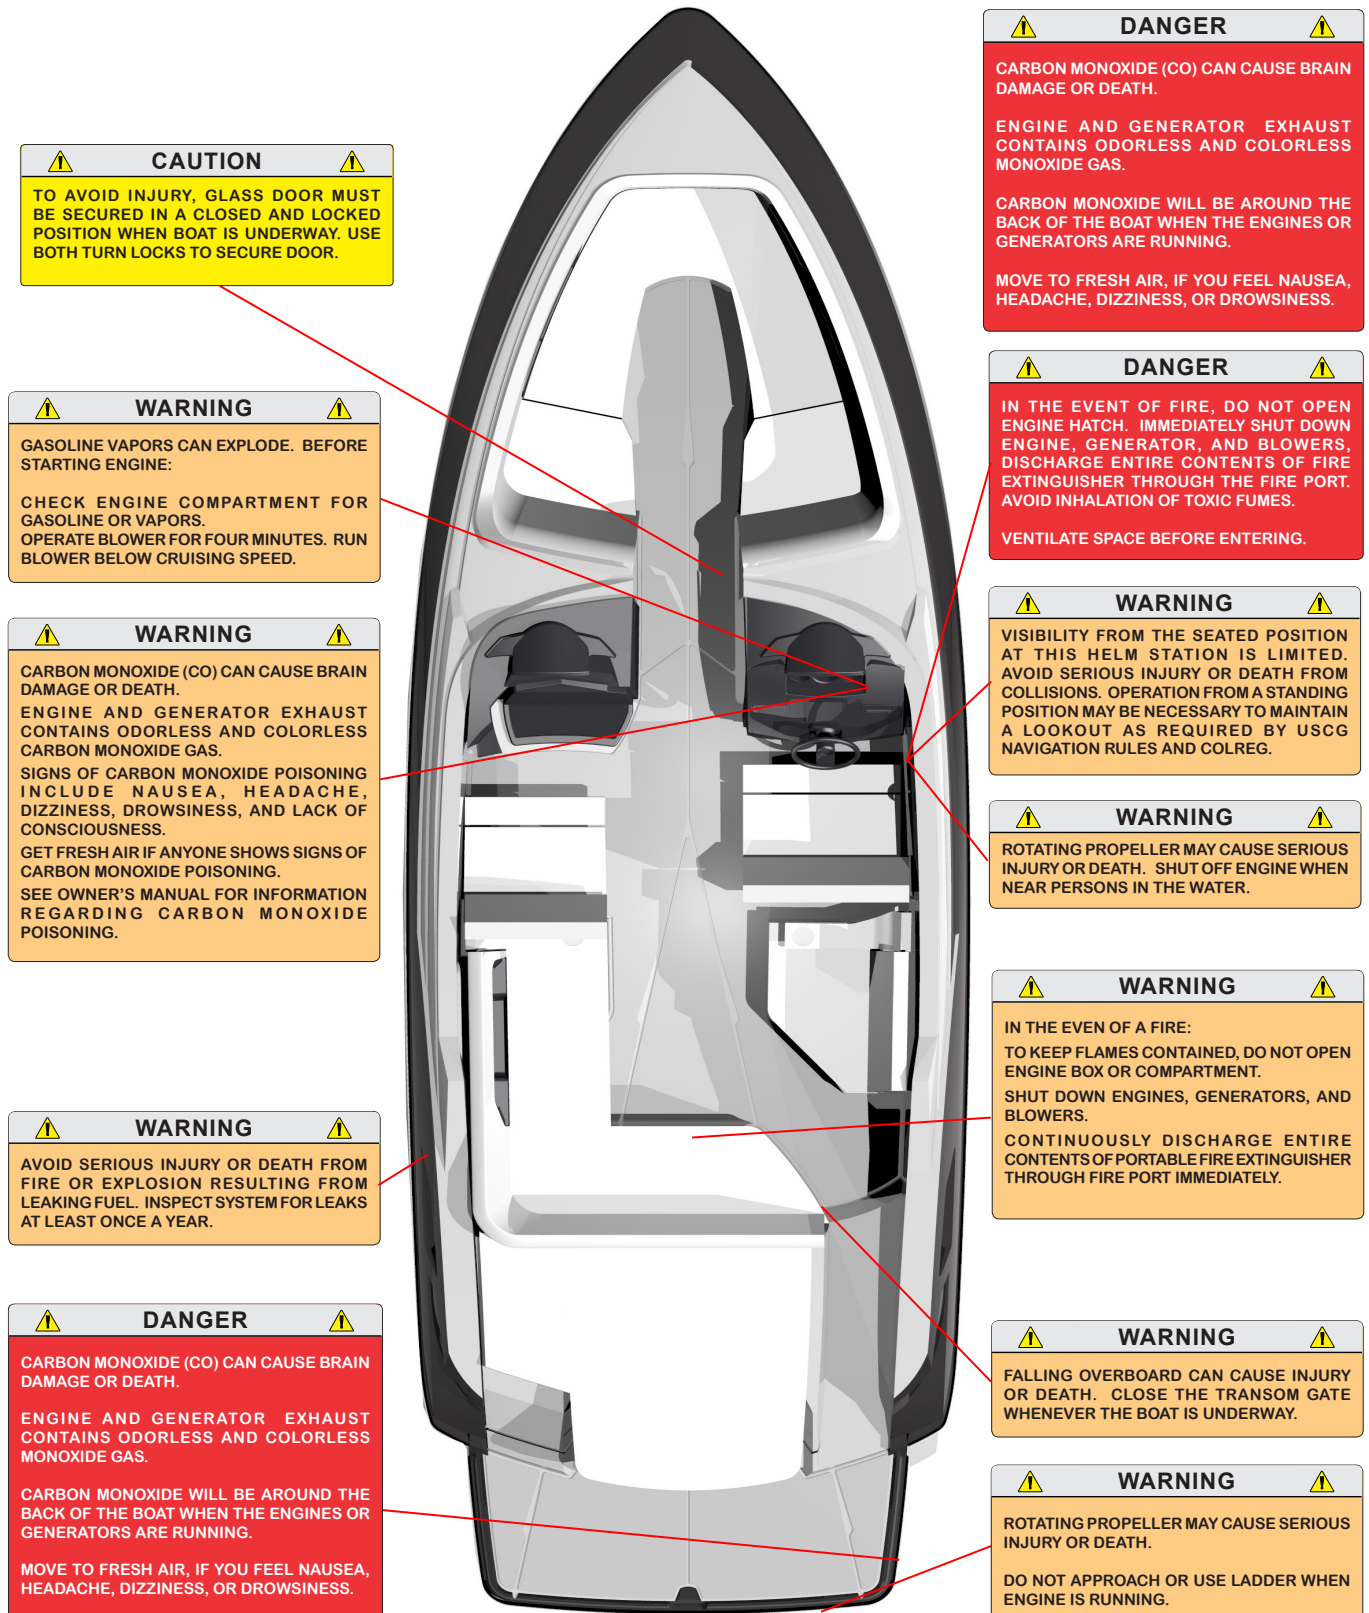 CAUTION
TO AVOID INJURY, GLASS DOOR MUST
BE SECURED IN A CLOSED AND LOCKED
POSITION WHEN BOAT IS UNDERWAY. USE
BOTH TURN LOCKS TO SECURE DOOR.
WARNING
GASOLINE VAPORS CAN EXPLODE. BEFORE
STARTING ENGINE:
CHECK ENGINE COMPARTMENT FOR
GASOLINE OR VAPORS.
OPERATE BLOWER FOR FOUR MINUTES. RUN
BLOWER BELOW CRUISING SPEED.
WARNING
CARBON MONOXIDE (CO) CAN CAUSE BRAIN
DAMAGE OR DEATH.
ENGINE AND GENERATOR EXHAUST
CONTAINS ODORLESS AND COLORLESS
CARBON MONOXIDE GAS.
SIGNS OF CARBON MONOXIDE POISONING
INCLUDE NAUSEA, HEADACHE,
DIZZINESS, DROWSINESS, AND LACK OF
CONSCIOUSNESS.
GET FRESH AIR IF ANYONE SHOWS SIGNS OF
CARBON MONOXIDE POISONING.
SEE OWNER'S MANUAL FOR INFORMATION
REGARDING CARBON MONOXIDE
POISONING.
WARNING
AVOID SERIOUS INJURY OR DEATH FROM
FIRE OR EXPLOSION RESULTING FROM
LEAKING FUEL. INSPECT SYSTEM FOR LEAKS
AT LEAST ONCE A YEAR.
DANGER
CARBON MONOXIDE (CO) CAN CAUSE BRAIN
DAMAGE OR DEATH.
ENGINE AND GENERATOR EXHAUST
CONTAINS ODORLESS AND COLORLESS
MONOXIDE GAS.
CARBON MONOXIDE WILL BE AROUND THE
BACK OF THE BOAT WHEN THE ENGINES OR
GENERATORS ARE RUNNING.
MOVE TO FRESH AIR, IF YOU FEEL NAUSEA,
HEADACHE, DIZZINESS, OR DROWSINESS.
DANGER
CARBON MONOXIDE (CO) CAN CAUSE BRAIN
DAMAGE OR DEATH.
ENGINE AND GENERATOR EXHAUST
CONTAINS ODORLESS AND COLORLESS
MONOXIDE GAS.
CARBON MONOXIDE WILL BE AROUND THE
BACK OF THE BOAT WHEN THE ENGINES OR
GENERATORS ARE RUNNING.
MOVE TO FRESH AIR, IF YOU FEEL NAUSEA,
HEADACHE, DIZZINESS, OR DROWSINESS.
DANGER
IN THE EVENT OF FIRE, DO NOT OPEN
ENGINE HATCH. IMMEDIATELY SHUT DOWN
ENGINE, GENERATOR, AND BLOWERS,
DISCHARGE ENTIRE CONTENTS OF FIRE
EXTINGUISHER THROUGH THE FIRE PORT.
AVOID INHALATION OF TOXIC FUMES.
VENTILATE SPACE BEFORE ENTERING.
WARNING
VISIBILITY FROM THE SEATED POSITION
AT THIS HELM STATION IS LIMITED.
AVOID SERIOUS INJURY OR DEATH FROM
COLLISIONS. OPERATION FROM A STANDING
POSITION MAY BE NECESSARY TO MAINTAIN
A LOOKOUT AS REQUIRED BY USCG
NAVIGATION RULES AND COLREG.
WARNING
ROTATING PROPELLER MAY CAUSE SERIOUS
INJURY OR DEATH. SHUT OFF ENGINE WHEN
NEAR PERSONS IN THE WATER.
WARNING
IN THE EVEN OF A FIRE:
TO KEEP FLAMES CONTAINED, DO NOT OPEN
ENGINE BOX OR COMPARTMENT.
SHUT DOWN ENGINES, GENERATORS, AND
BLOWERS.
CONTINUOUSLY DISCHARGE ENTIRE
CONTENTS OF PORTABLE FIRE EXTINGUISHER
THROUGH FIRE PORT IMMEDIATELY.
WARNING
FALLING OVERBOARD CAN CAUSE INJURY
OR DEATH. CLOSE THE TRANSOM GATE
WHENEVER THE BOAT IS UNDERWAY.
WARNING
ROTATING PROPELLER MAY CAUSE SERIOUS
INJURY OR DEATH.
DO NOT APPROACH OR USE LADDER WHEN
ENGINE IS RUNNING.